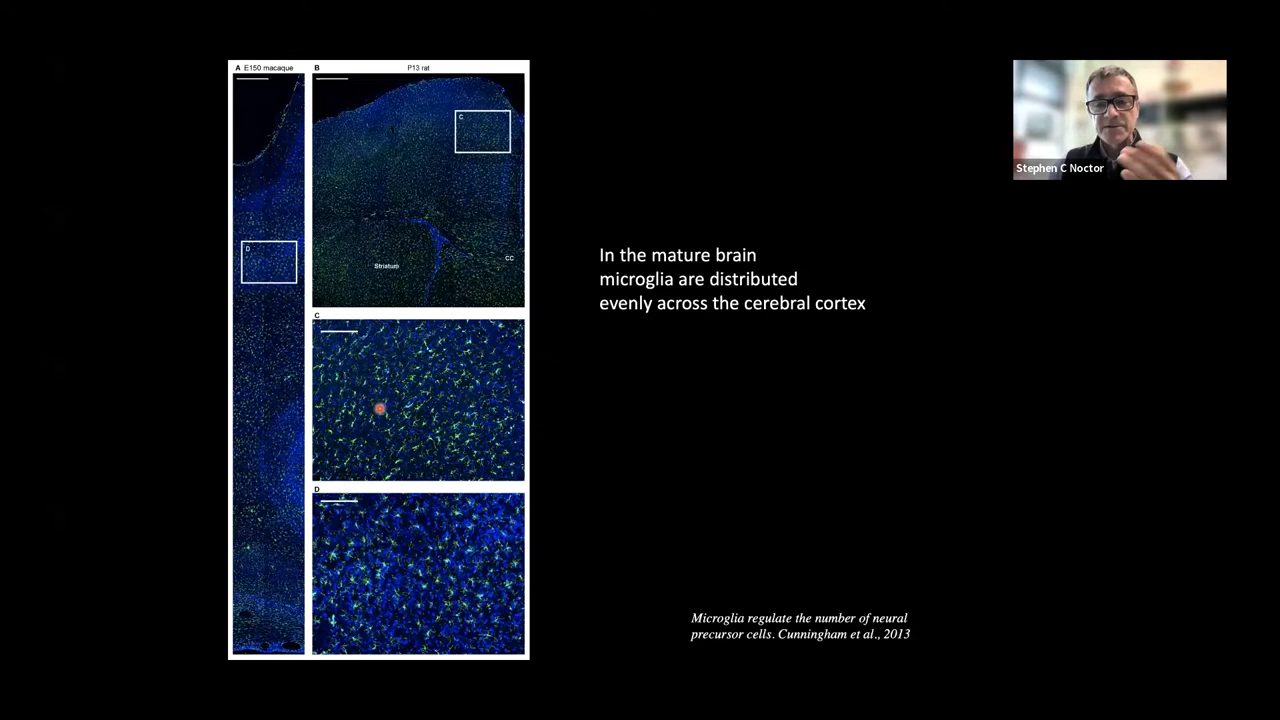 A E150 macaque
B
P13 rat
C
D
Striatum
CC
C
D
In the mature brain
microglia are distributed
evenly across the cerebral cortex
Microglia regulate the number of neural
precursor cells. Cunningham et al., 2013
Stephen C Noctor